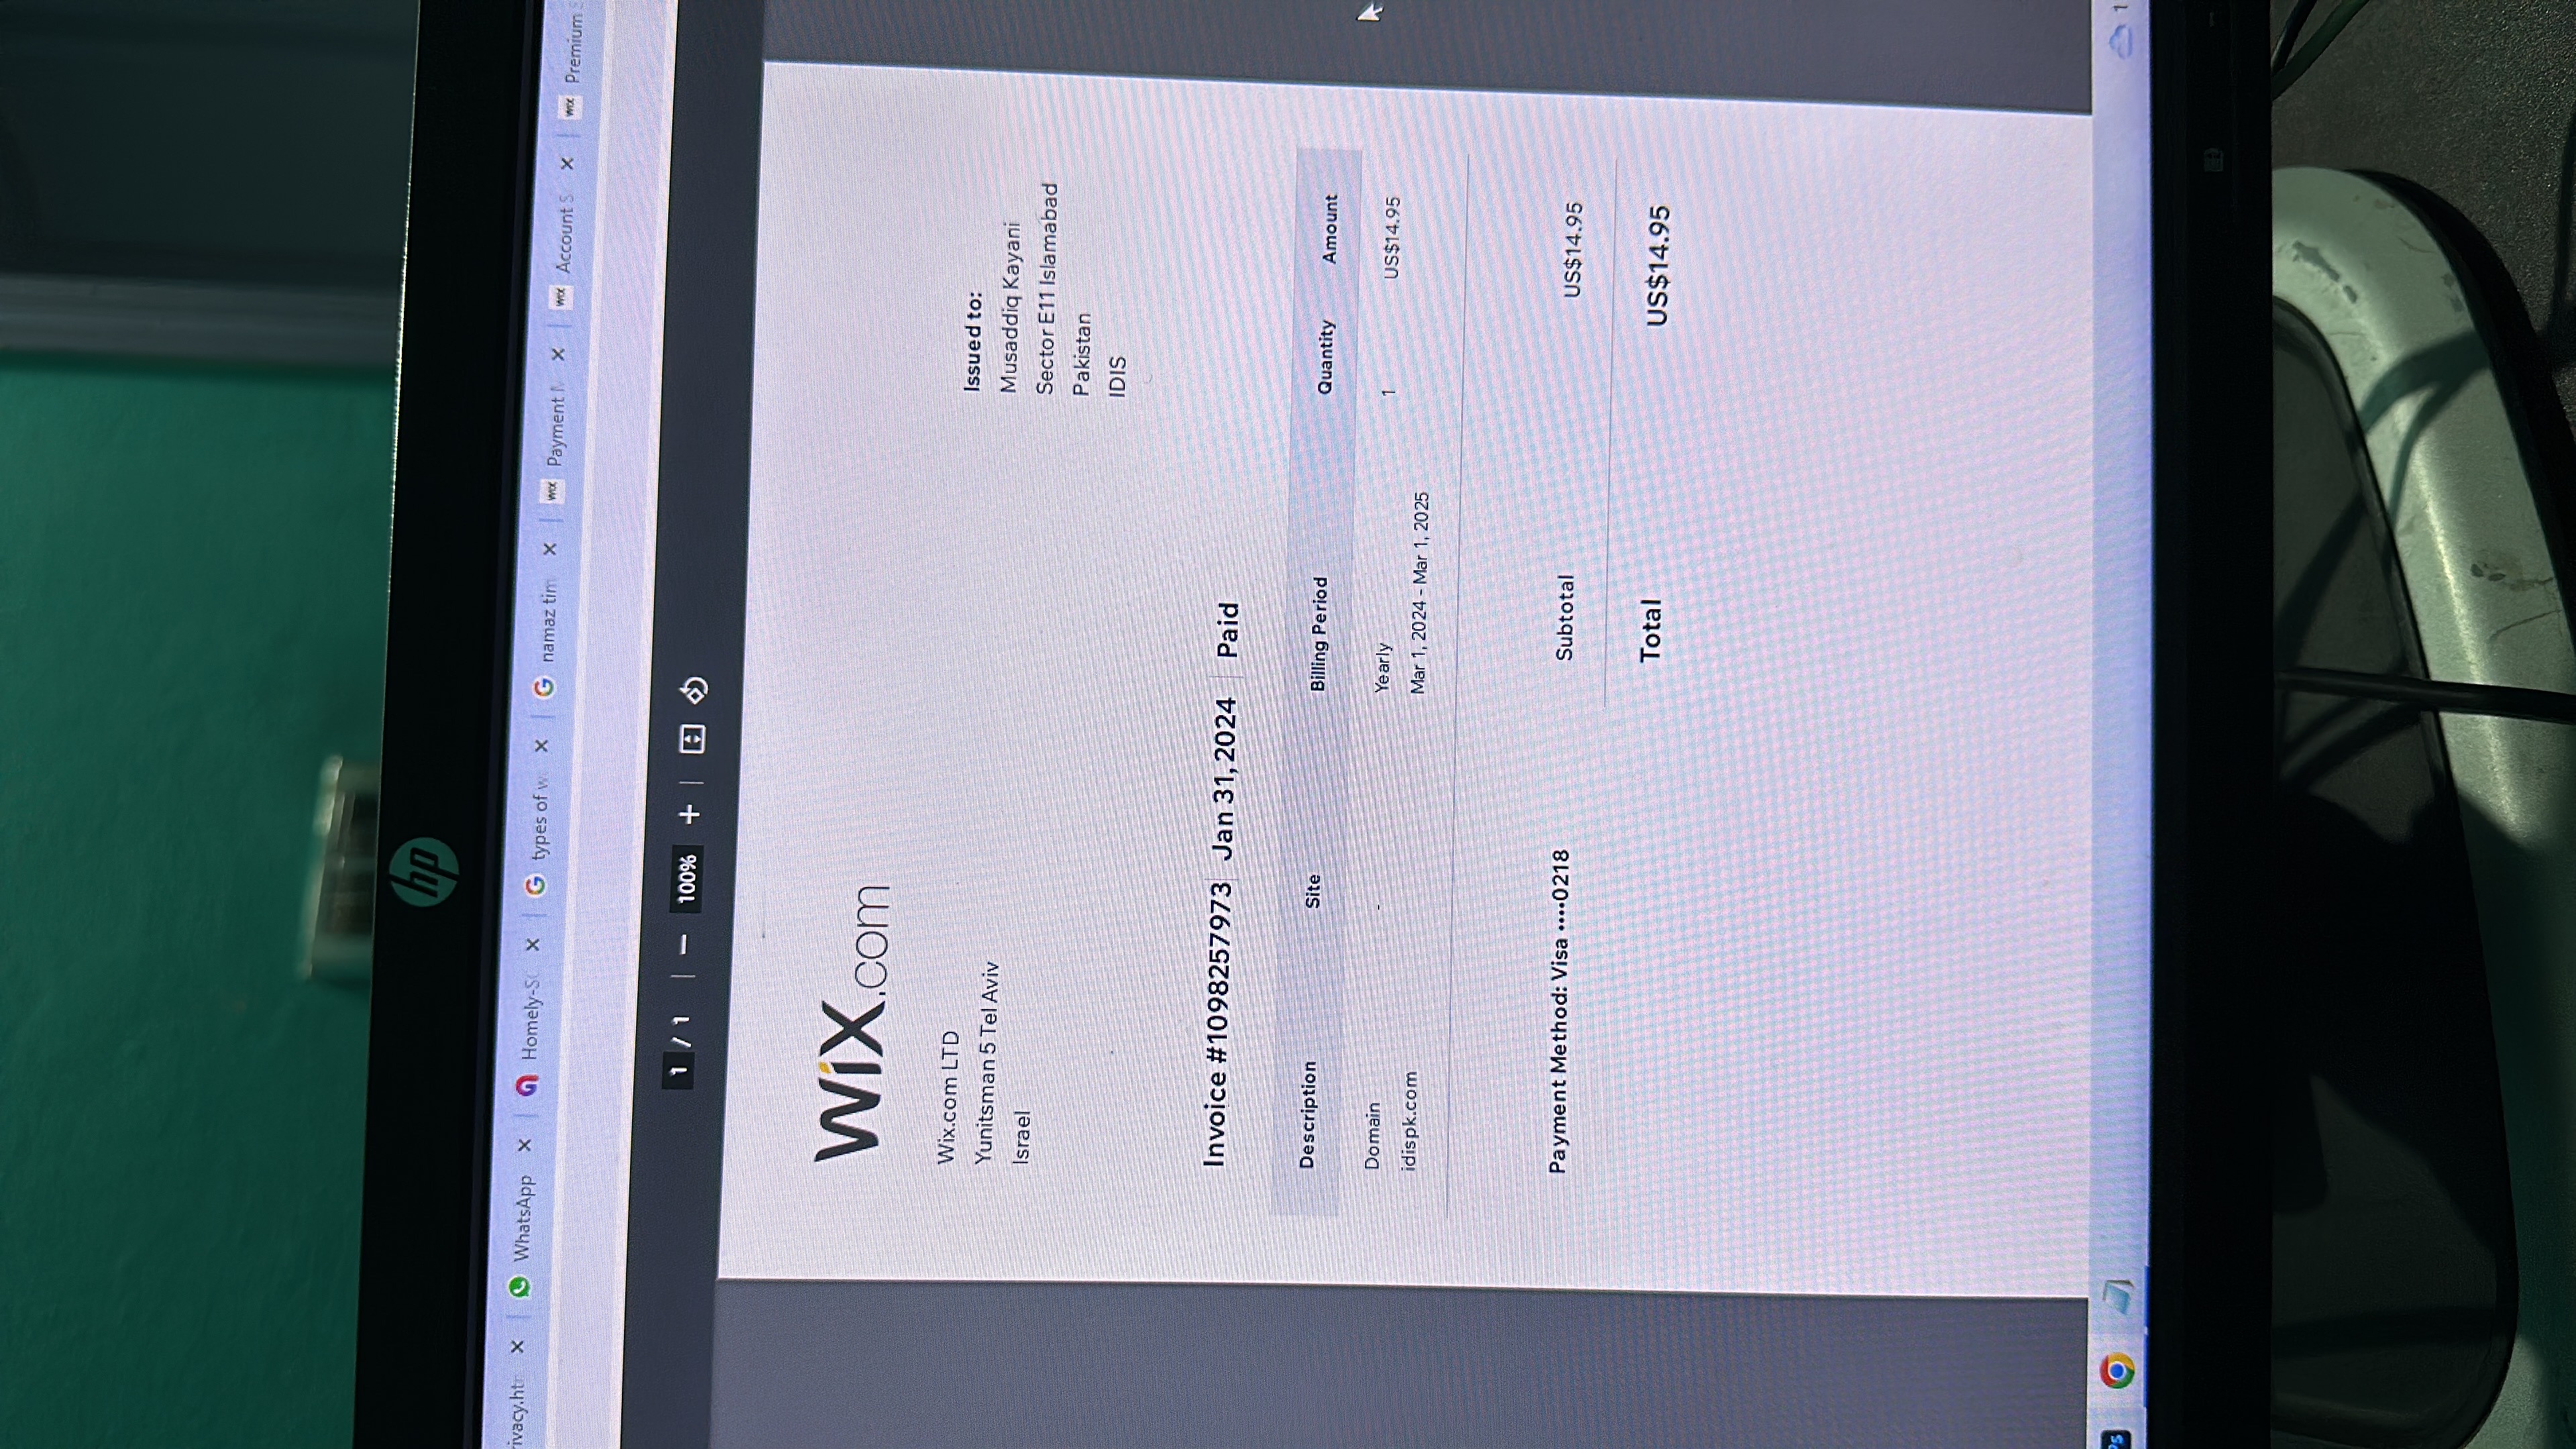 hp
WhatsApp
Homely-S
types of w
namaz tim
WiX Payment
WiX Account S
WiX Premium
1 / 1 100%
WiX.com
Wix.com LTD
Yunitsman 5 Tel Aviv
Israel
Issued to:
Musaddiq Kayani
Sector E11 Islamabad
Pakistan
IDIS
Invoice #1098257973 Jan 31, 2024 Paid
Description Site Billing Period Quantity Amount
Domain - Yearly 1 US$14.95
idispk.com Mar 1, 2024 - Mar 1, 2025
Payment Method: Visa ••••0218
Subtotal US$14.95
Total US$14.95